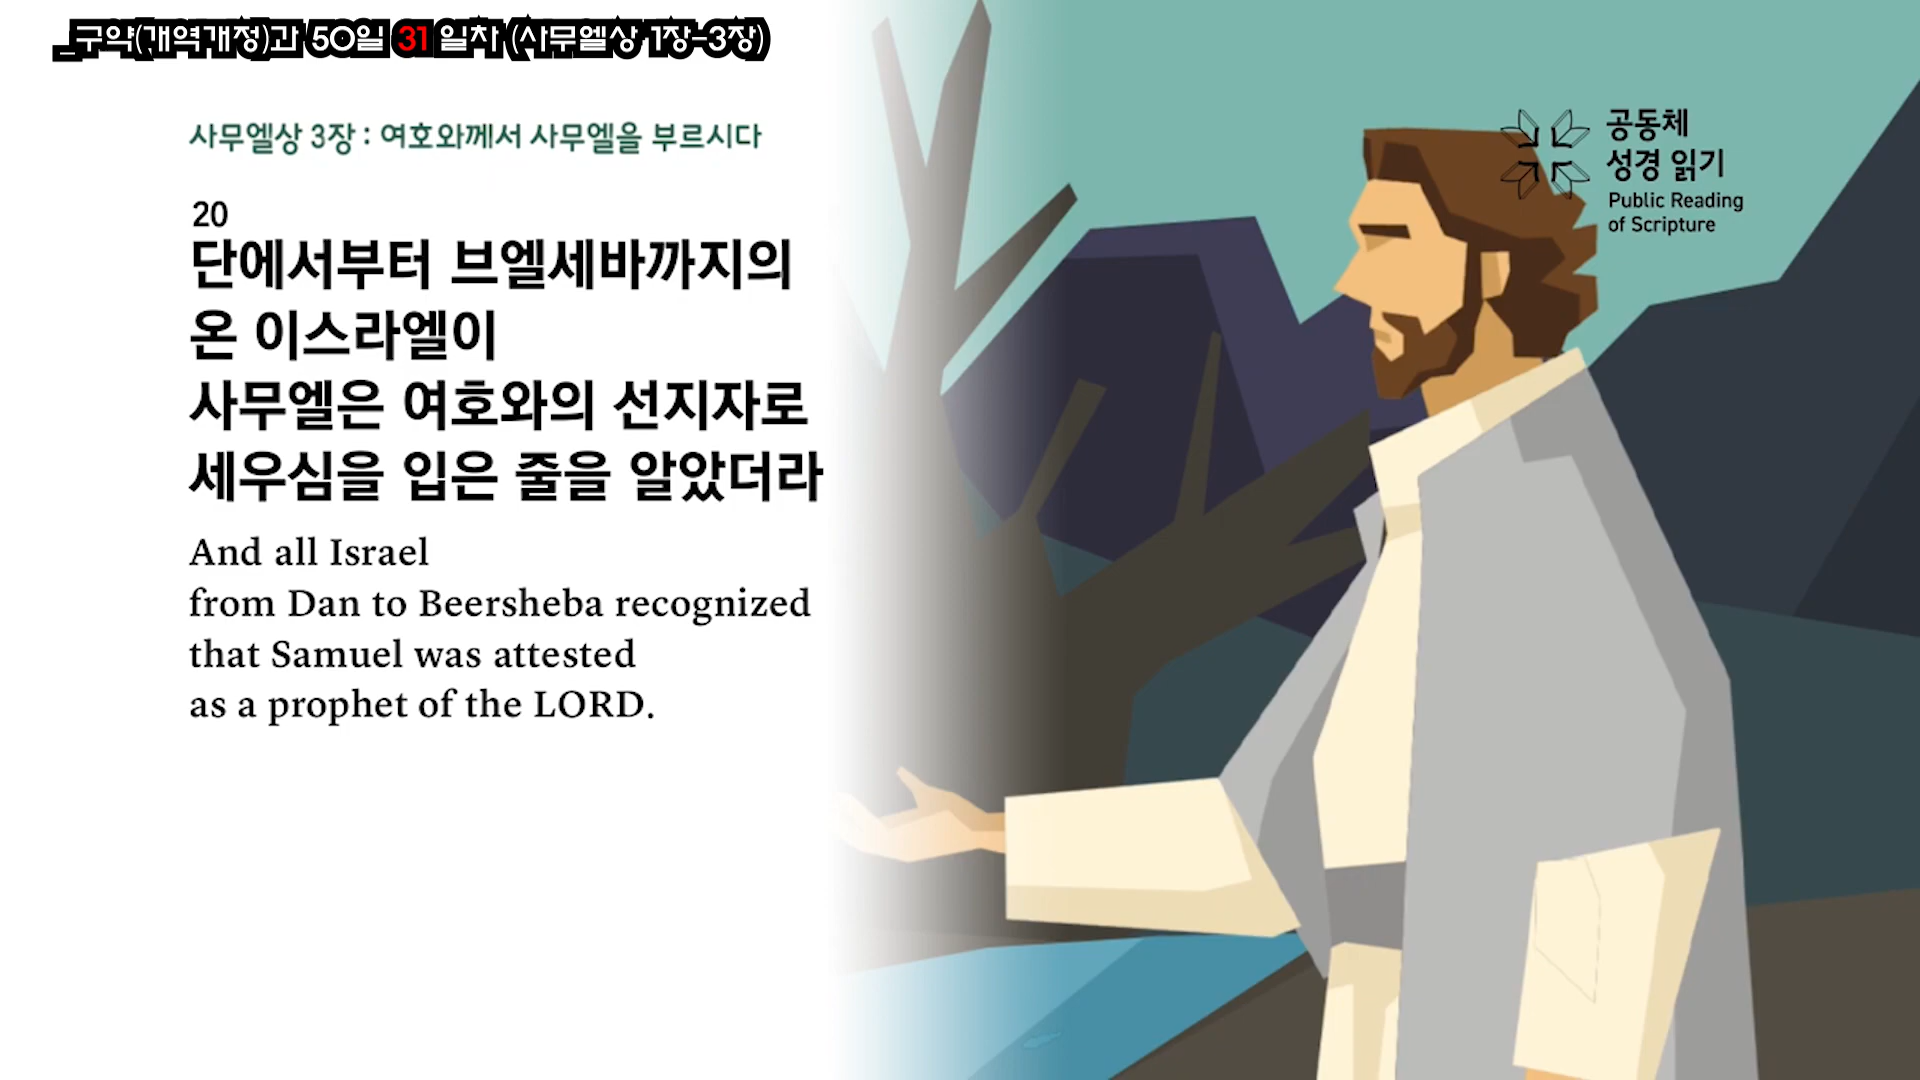 _구약(개역개정)과 50일 31 일차 (사무엘상 1장-3장)
사무엘상 3장 : 여호와께서 사무엘을 부르시다
20
단에서부터 브엘세바까지의
온 이스라엘이
사무엘은 여호와의 선지자로
세우심을 입은 줄을 알았더라
And all Israel
from Dan to Beersheba recognized
that Samuel was attested
as a prophet of the LORD.
공동체
성경 읽기
Public Reading
of Scripture